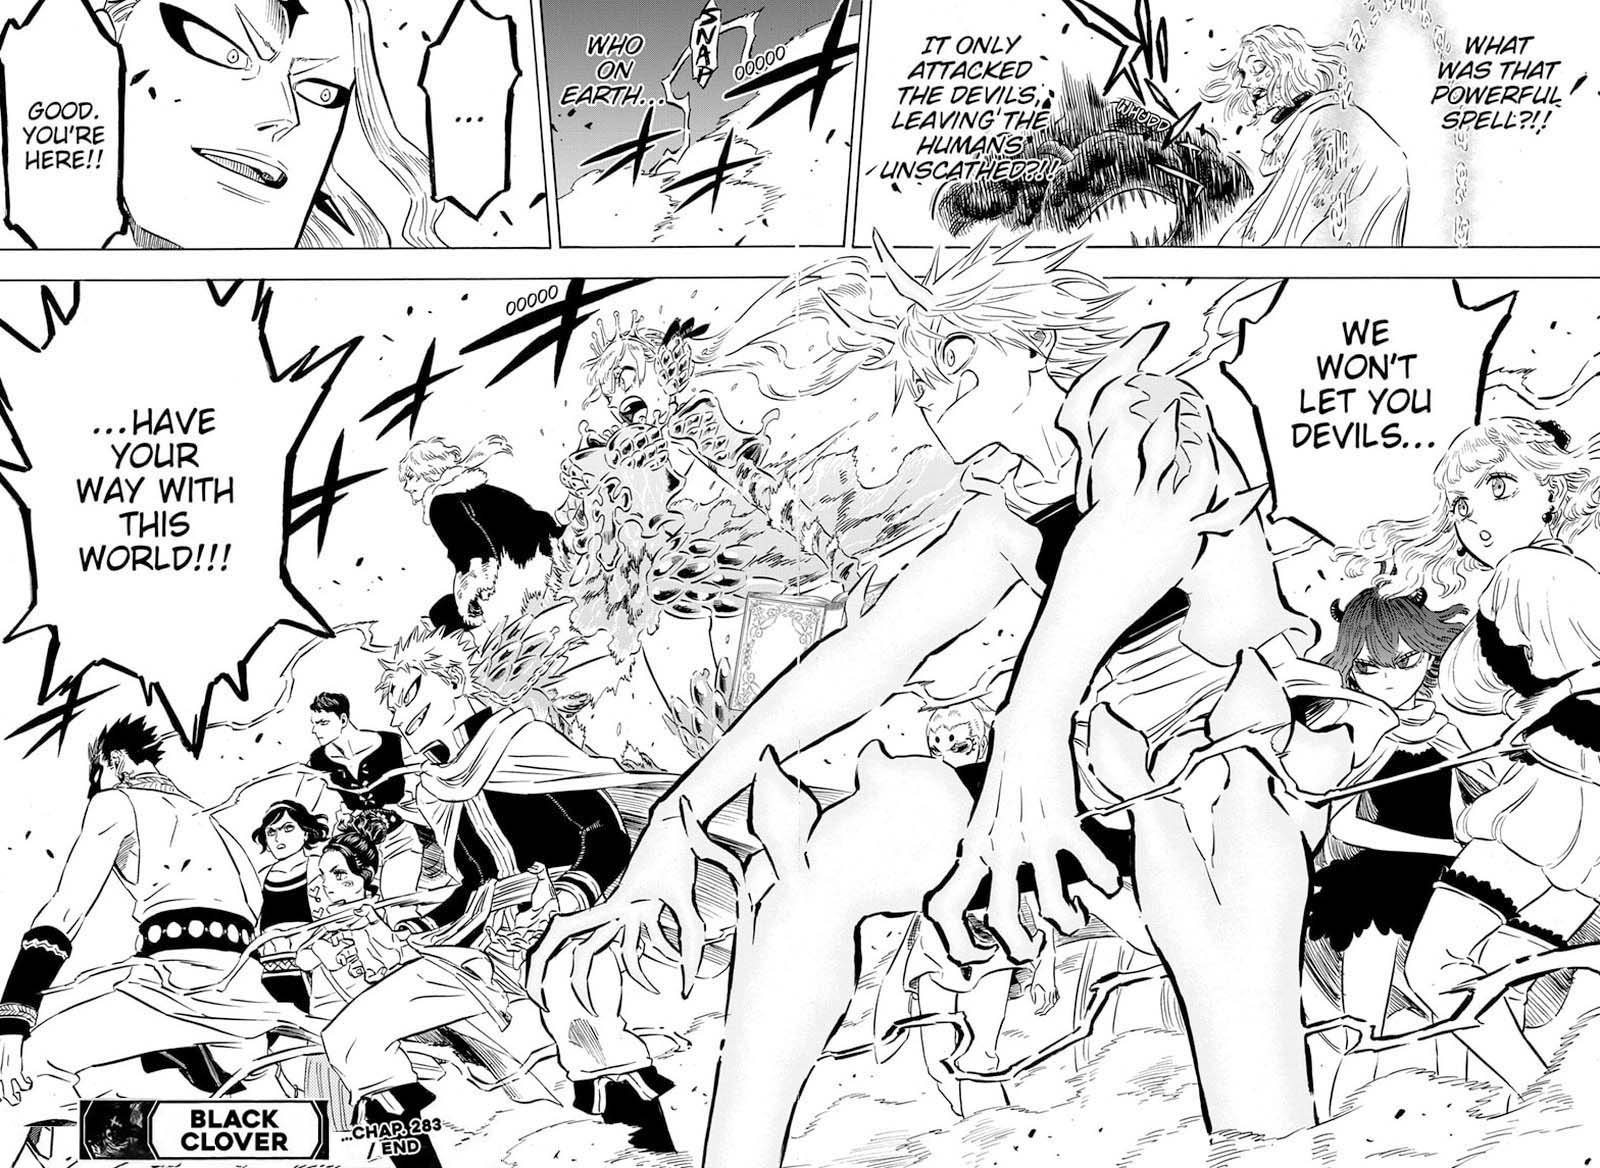 WHAT
WAS THAT
POWERFUL
SPELL?!!
IT ONLY
ATTACKED
THE DEVILS,
LEAVING THE
HUMANS
UNSCATHED?!!
WHUDD
SNAP
OOOOO
WHO
ON
EARTH...
...
GOOD.
YOU'RE
HERE!!
WE
WON'T
LET YOU
DEVILS...
OOOOO
...HAVE
YOUR
WAY WITH
THIS
WORLD!!!
BLACK
CLOVER
...CHAP. 283
/ END